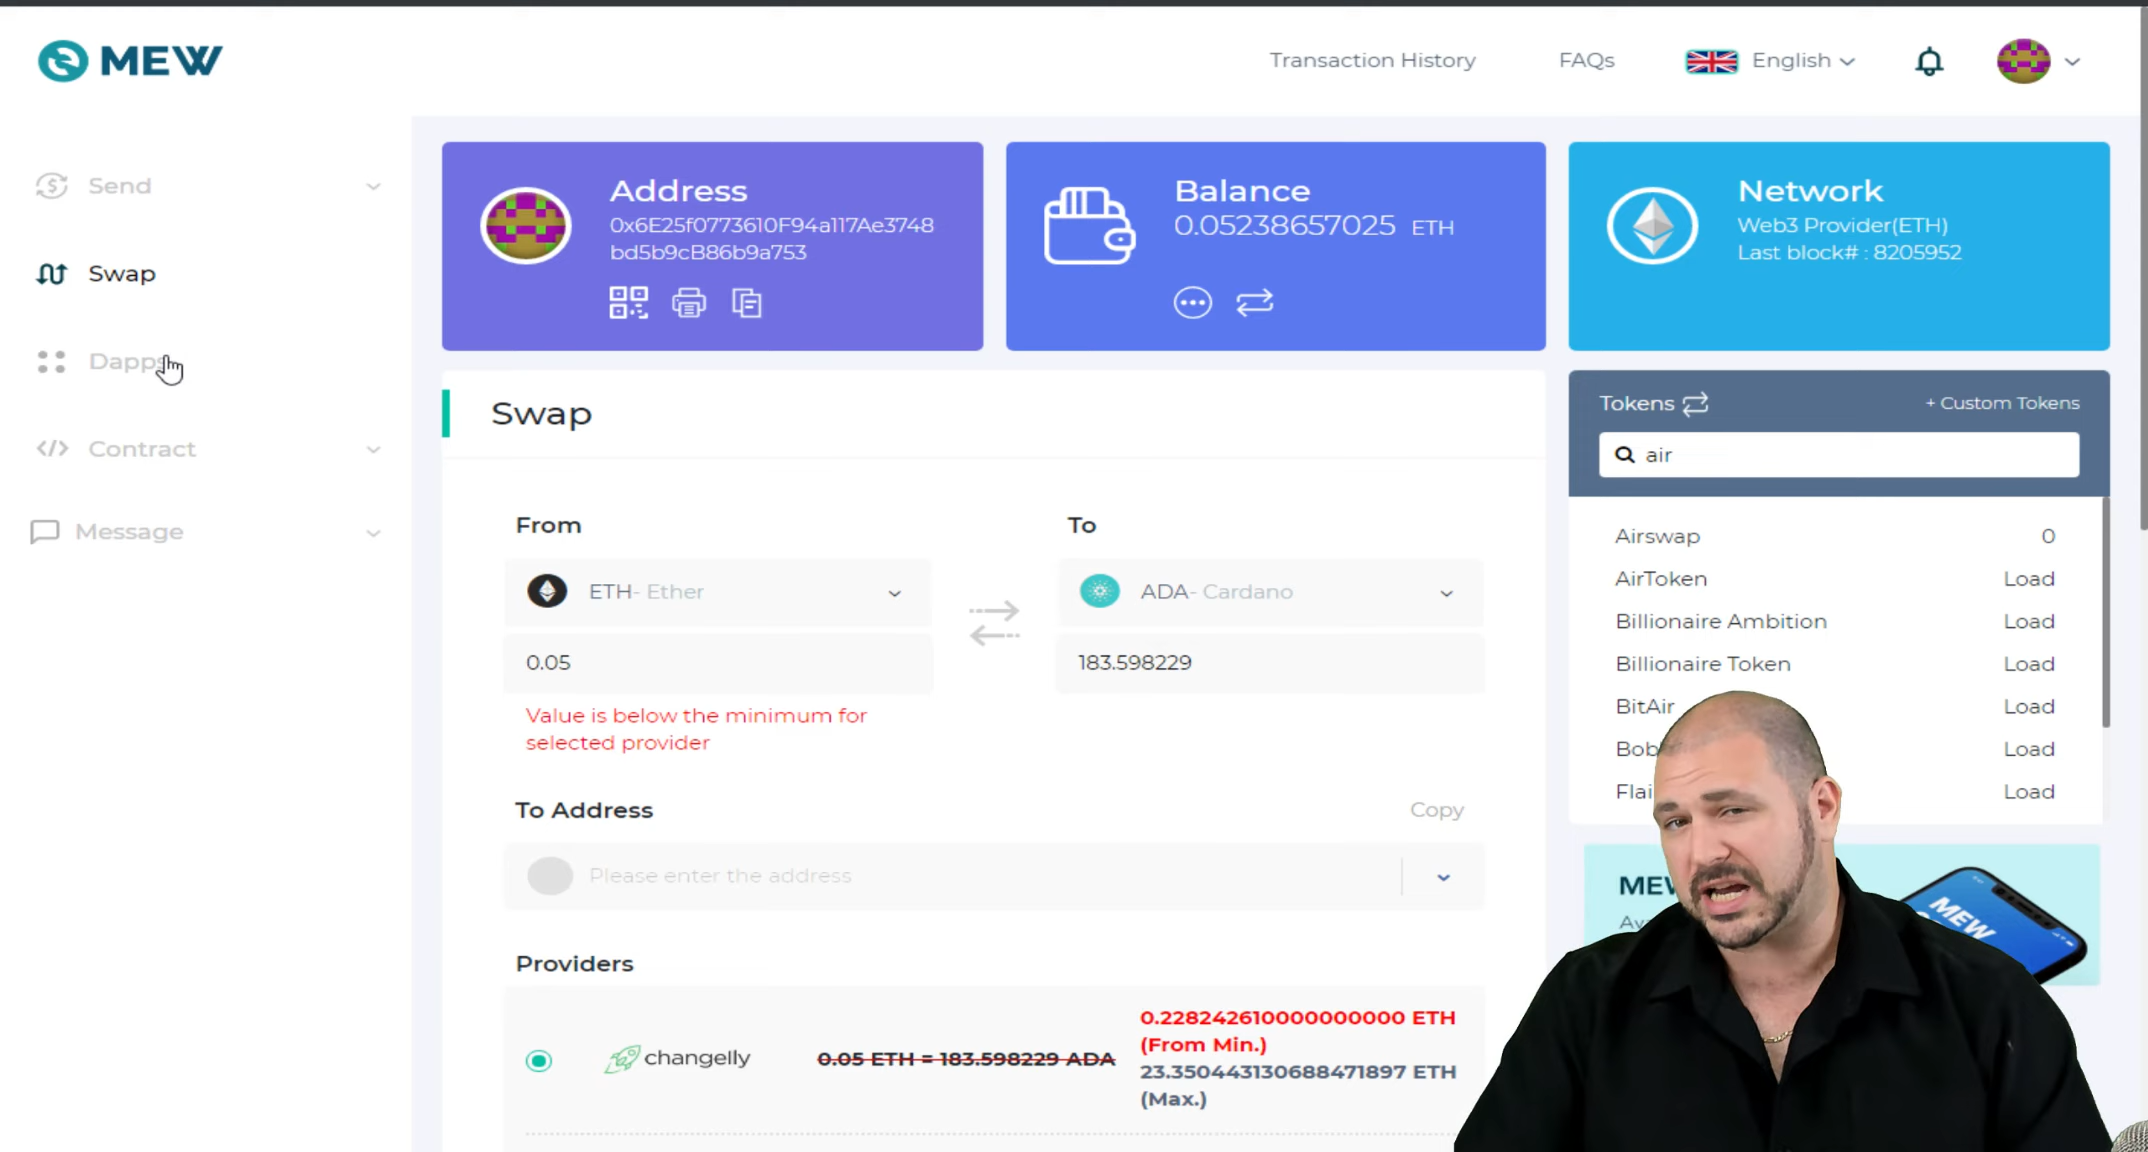 MEW
Transaction History
FAQs
English
Send
Swap
Dapps
Contract
Message
Address
0x6E25f0773610F94a117Ae3748
bd5b9cB86b9a753
Balance
0.05238657025 ETH
Network
Web3 Provider(ETH)
Last block# : 8205952
Swap
From
To
ETH- Ether
ADA- Cardano
0.05
183.598229
Value is below the minimum for
selected provider
To Address
Copy
Please enter the address
Providers
changelly
0.05 ETH = 183.598229 ADA
0.228242610000000000 ETH
(From Min.)
23.350443130688471897 ETH
(Max.)
Tokens
+ Custom Tokens
air
Airswap 0
AirToken Load
Billionaire Ambition Load
Billionaire Token Load
BitAir Load
Load
Load
MEW
MEW